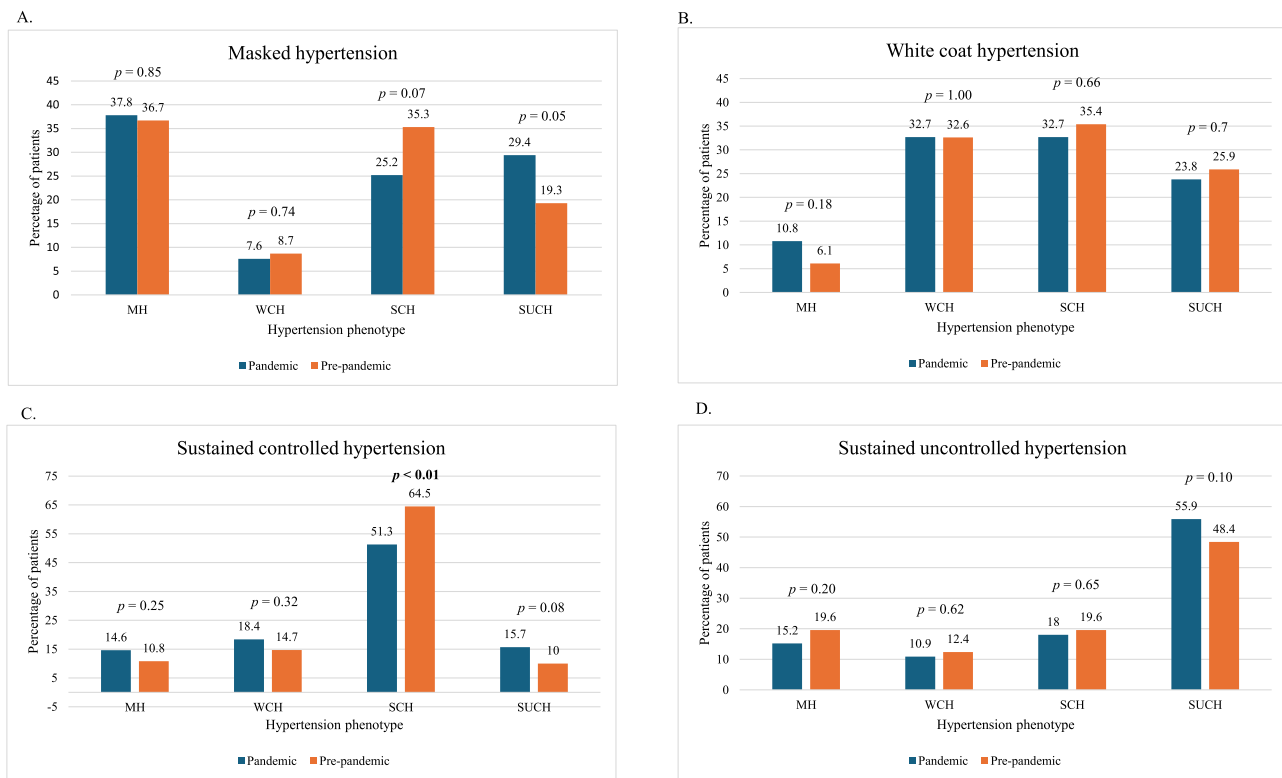 A.
Masked hypertension
Percetage of patients
45
40
35
30
25
20
15
10
5
0
p = 0.85
37.8 36.7
p = 0.74
7.6 8.7
p = 0.07
25.2 35.3
p = 0.05
29.4 19.3
MH WCH SCH SUCH
Hypertension phenotype
Pandemic Pre-pandemic
B.
White coat hypertension
Percentage of patients
45
40
35
30
25
20
15
10
5
0
p = 0.18
10.8 6.1
p = 1.00
32.7 32.6
p = 0.66
32.7 35.4
p = 0.7
23.8 25.9
MH WCH SCH SUCH
Hypertension phenotype
Pandemic Pre-pandemic
C.
Sustained controlled hypertension
Percentage of patients
75
65
55
45
35
25
15
5
-5
p = 0.25
14.6 10.8
p = 0.32
18.4 14.7
p < 0.01
51.3 64.5
p = 0.08
15.7 10
MH WCH SCH SUCH
Hypertension phenotype
Pandemic Pre-pandemic
D.
Sustained uncontrolled hypertension
Percentage of patients
70
60
50
40
30
20
10
0
p = 0.20
15.2 19.6
p = 0.62
10.9 12.4
p = 0.65
18 19.6
p = 0.10
55.9 48.4
MH WCH SCH SUCH
Hypertension phenotype
Pandemic Pre-pandemic